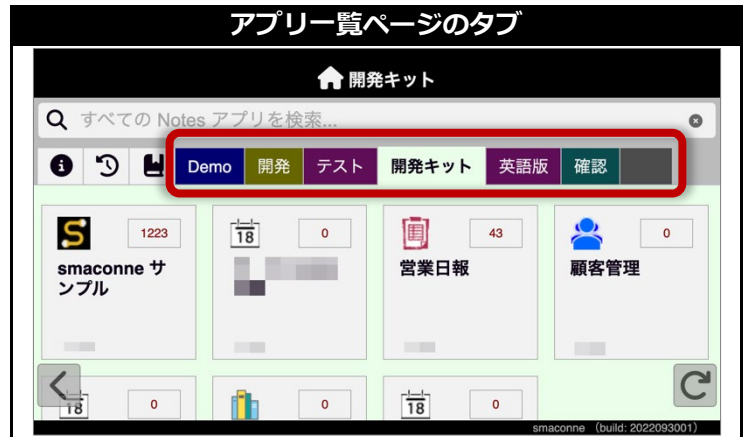 アプリ一覧ページのタブ
開発キット
すべての Notes アプリを検索...
Demo 開発 テスト 開発キット 英語版 確認
1223 18 0 43 0
smaconne サンプル 営業日報 顧客管理
18 0 0 18 0
smaconne （build: 2022093001）